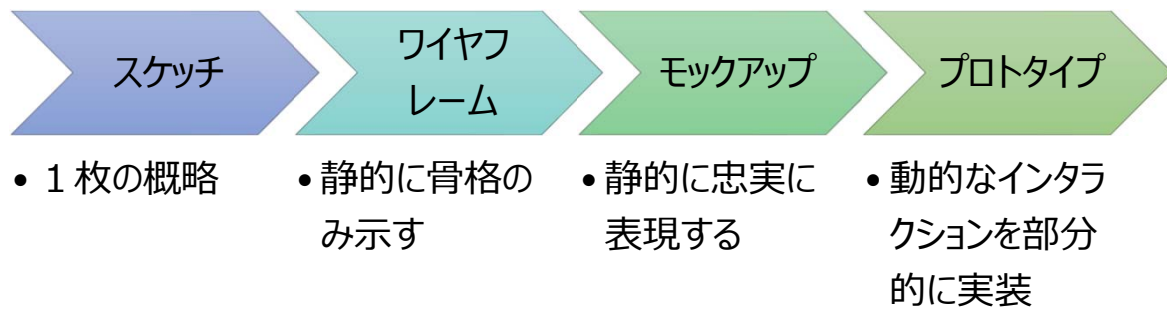 スケッチ
ワイヤフ
レーム
モックアップ
プロトタイプ
• １枚の概略
• 静的に骨格の
み示す
• 静的に忠実に
表現する
• 動的なインタラ
クションを部分
的に実装